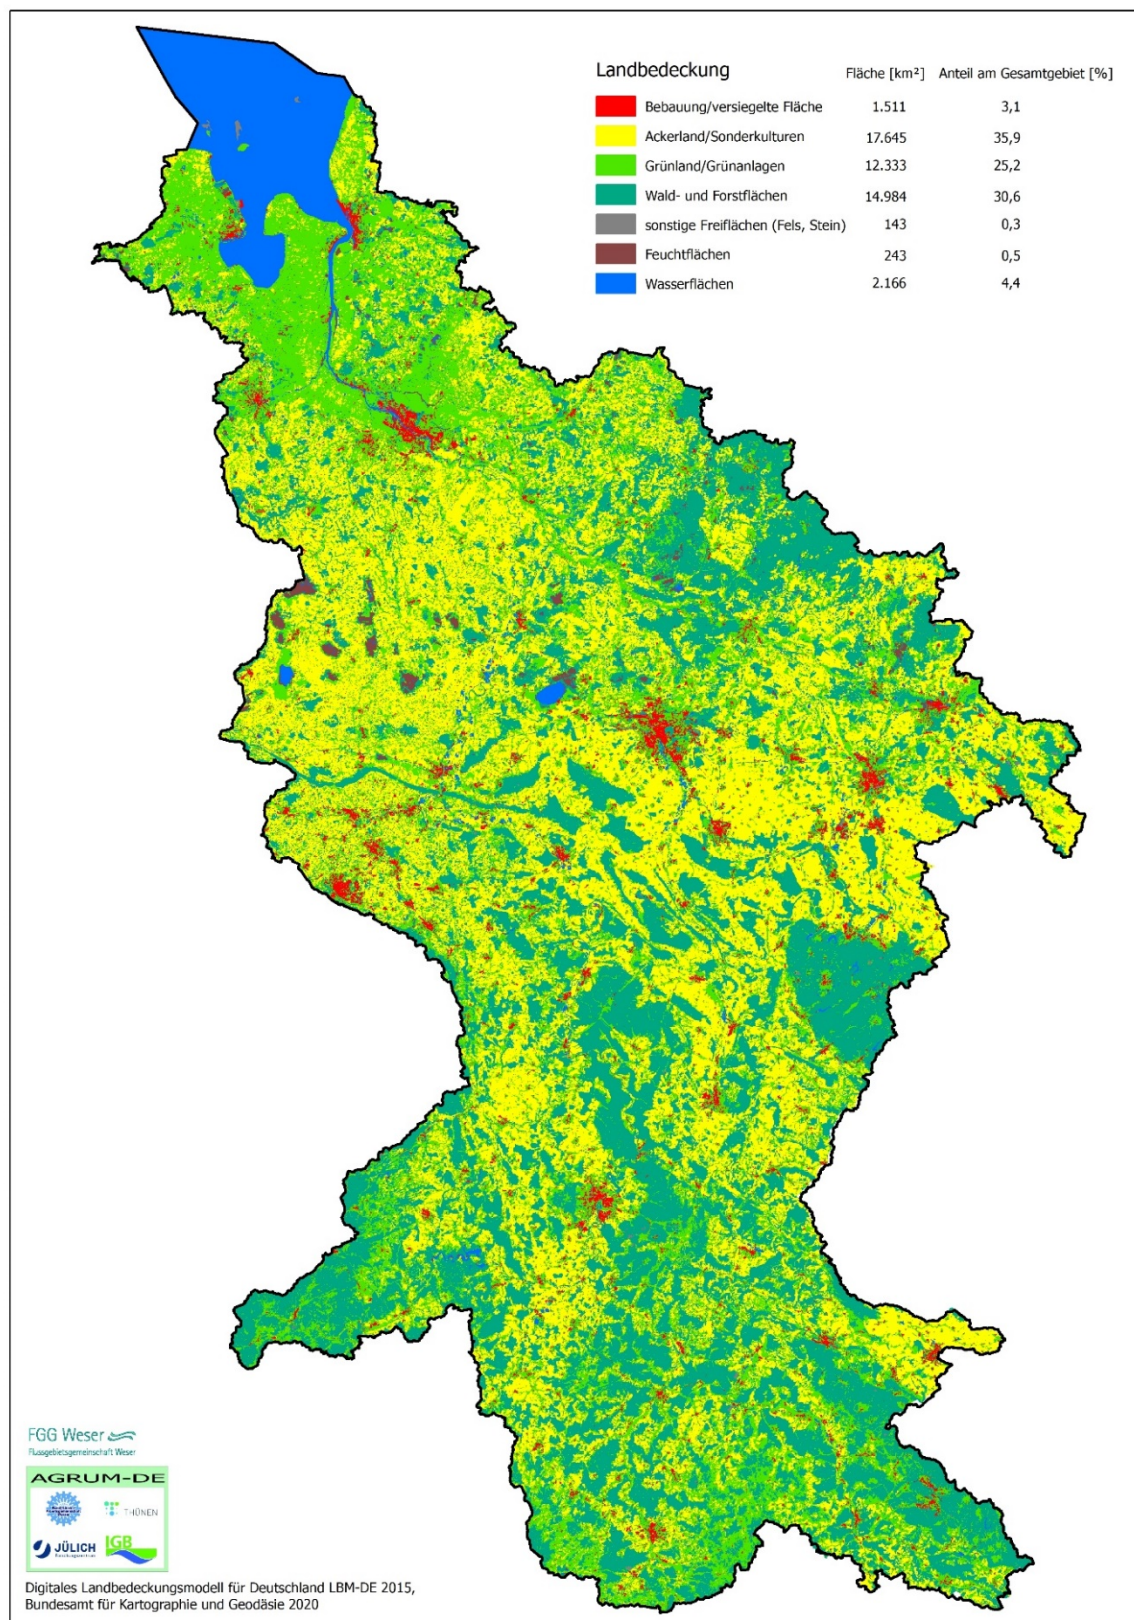 Landbedeckung Fläche [km²] Anteil am Gesamtgebiet [%]
Bebauung/versiegelte Fläche 1.511 3,1
Ackerland/Sonderkulturen 17.645 35,9
Grünland/Grünanlagen 12.333 25,2
Wald- und Forstflächen 14.984 30,6
sonstige Freiflächen (Fels, Stein) 143 0,3
Feuchtflächen 243 0,5
Wasserflächen 2.166 4,4
FGG Weser
Flussgebietsgemeinschaft Weser
AGRUM-DE
THÜNEN
JÜLICH IGB
Forschungszentrum
Digitales Landbedeckungsmodell für Deutschland LBM-DE 2015,
Bundesamt für Kartographie und Geodäsie 2020